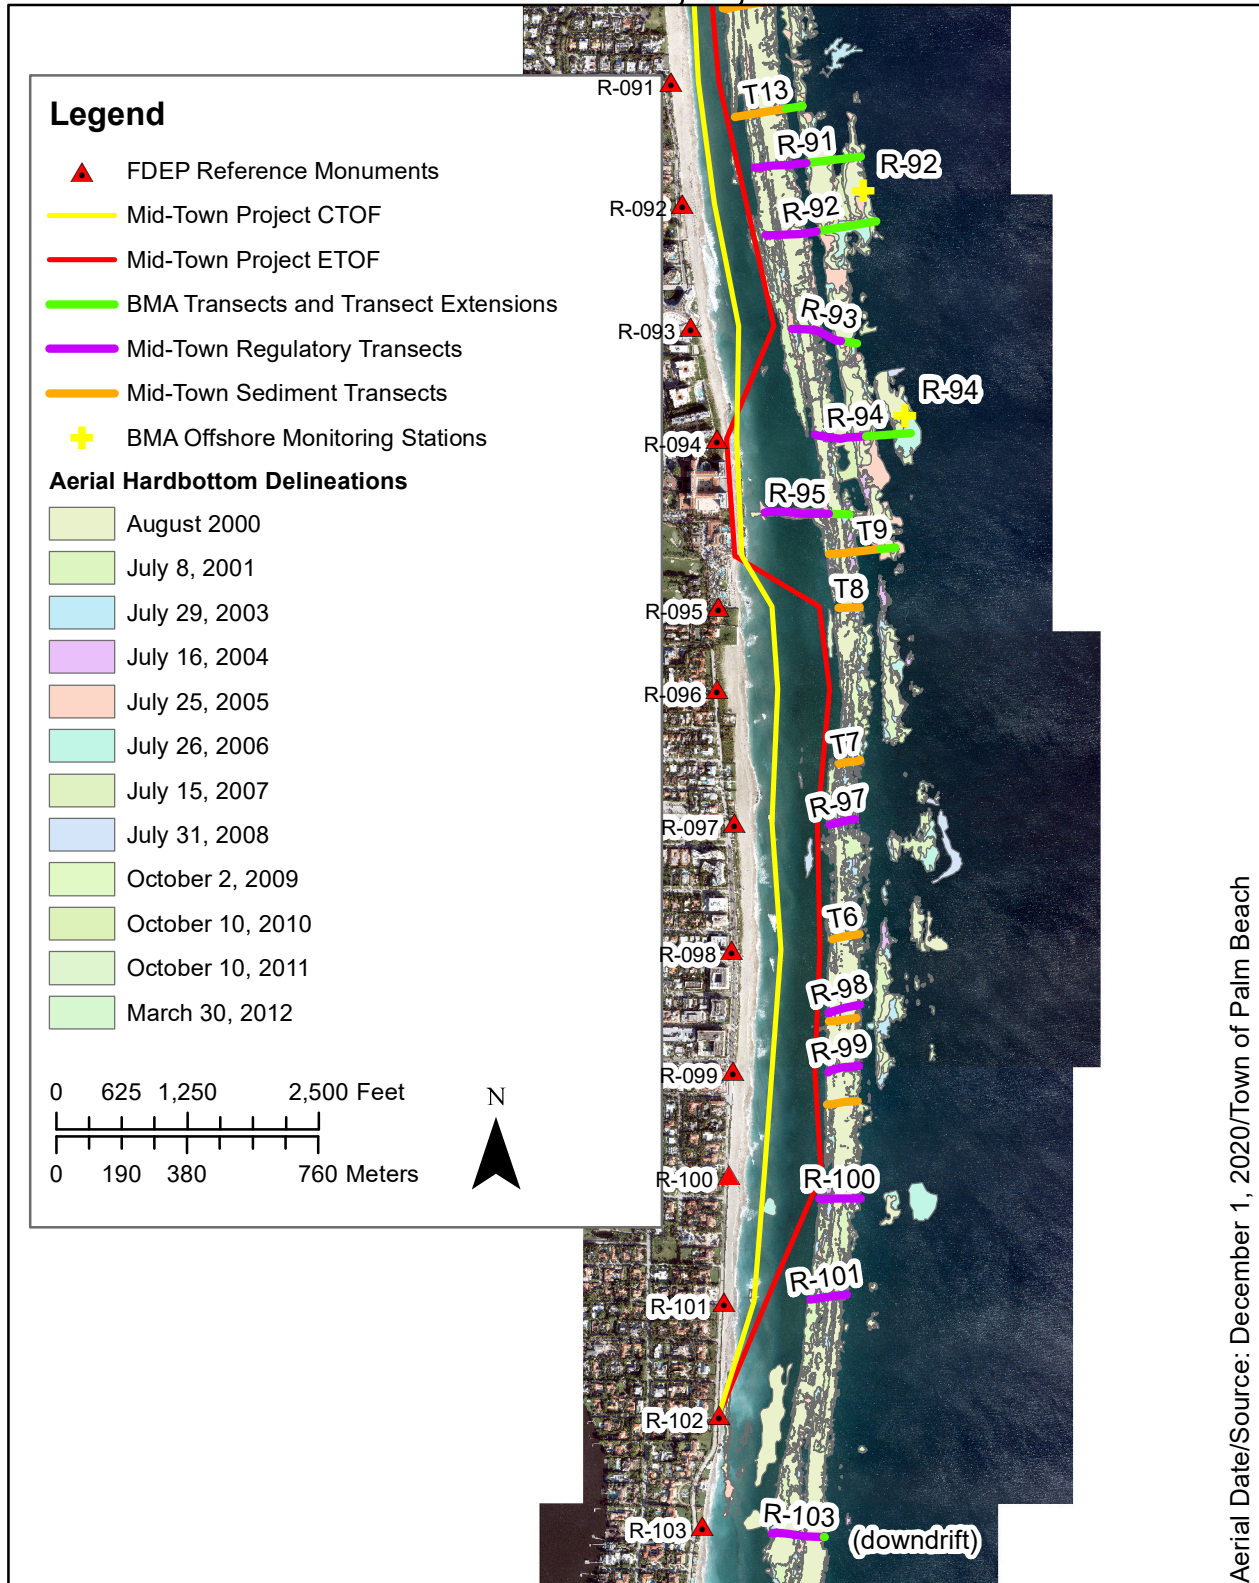 Legend
FDEP Reference Monuments
Mid-Town Project CTOF
Mid-Town Project ETOF
BMA Transects and Transect Extensions
Mid-Town Regulatory Transects
Mid-Town Sediment Transects
BMA Offshore Monitoring Stations
Aerial Hardbottom Delineations
August 2000
July 8, 2001
July 29, 2003
July 16, 2004
July 25, 2005
July 26, 2006
July 15, 2007
July 31, 2008
October 2, 2009
October 10, 2010
October 10, 2011
March 30, 2012
0 625 1,250 2,500 Feet
0 190 380 760 Meters
N
R-091
T13
R-91
R-92
R-092
R-92
R-093
R-93
R-94
R-094
R-94
R-95
T9
R-095
T8
R-096
T7
R-097
R-97
R-098
T6
R-98
R-099
R-99
R-100
R-100
R-101
R-101
R-102
R-103
R-103
(downdrift)
Aerial Date/Source: December 1, 2020/Town of Palm Beach